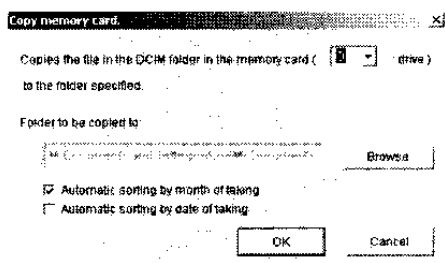 Copy memory card.
Copies the file in the DCIM folder in the memory card ( drive )
to the folder specified.
Folder to be copied to:
Browse
Automatic sorting by month of taking
Automatic sorting by date of taking
OK
Cancel